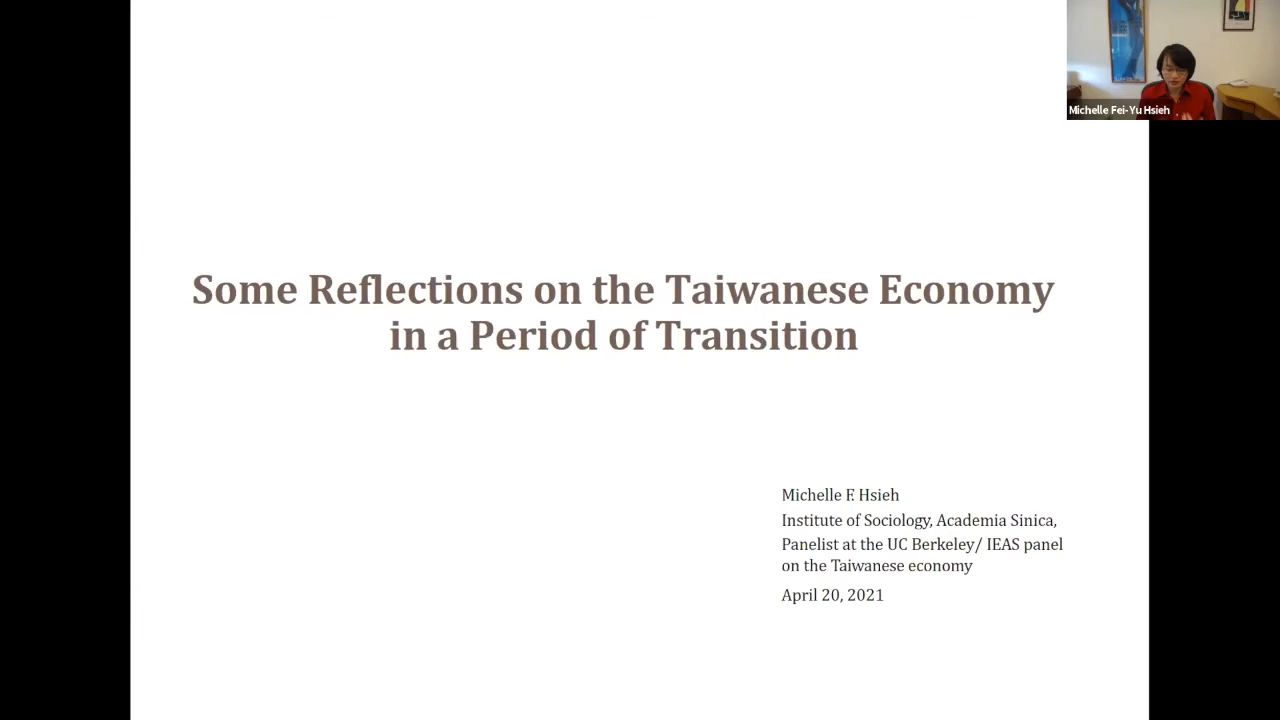 Michelle Fei-Yu Hsieh
Some Reflections on the Taiwanese Economy
in a Period of Transition
Michelle F. Hsieh
Institute of Sociology, Academia Sinica,
Panelist at the UC Berkeley/ IEAS panel
on the Taiwanese economy
April 20, 2021